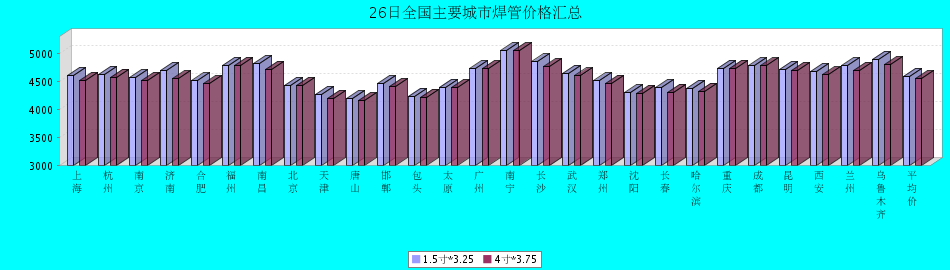 26日全国主要城市焊管价格汇总
5000
4500
4000
3500
3000
上海 杭州 南京 济南 合肥 福州 南昌 北京 天津 唐山 邯郸 包头 太原 广州 南宁 长沙 武汉 郑州 沈阳 长春 哈尔滨 重庆 成都 昆明 西安 兰州 乌鲁木齐 平均价
1.5寸*3.25 4寸*3.75